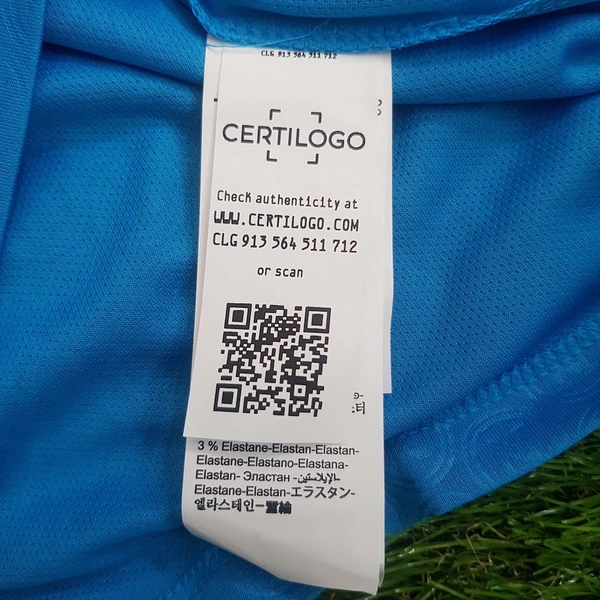 CLG 913 564 511 712
CERTILOGO
Check authenticity at
WWW.CERTILOGO.COM
CLG 913 564 511 712
or scan
:터
3 % Elastane-Elastan-Elastan-
Elastane-Elastano-Elastana-
Elastan- Эластан -الإيلاستين-
Elastane-Elastan-エラスタン-
엘라스테인-